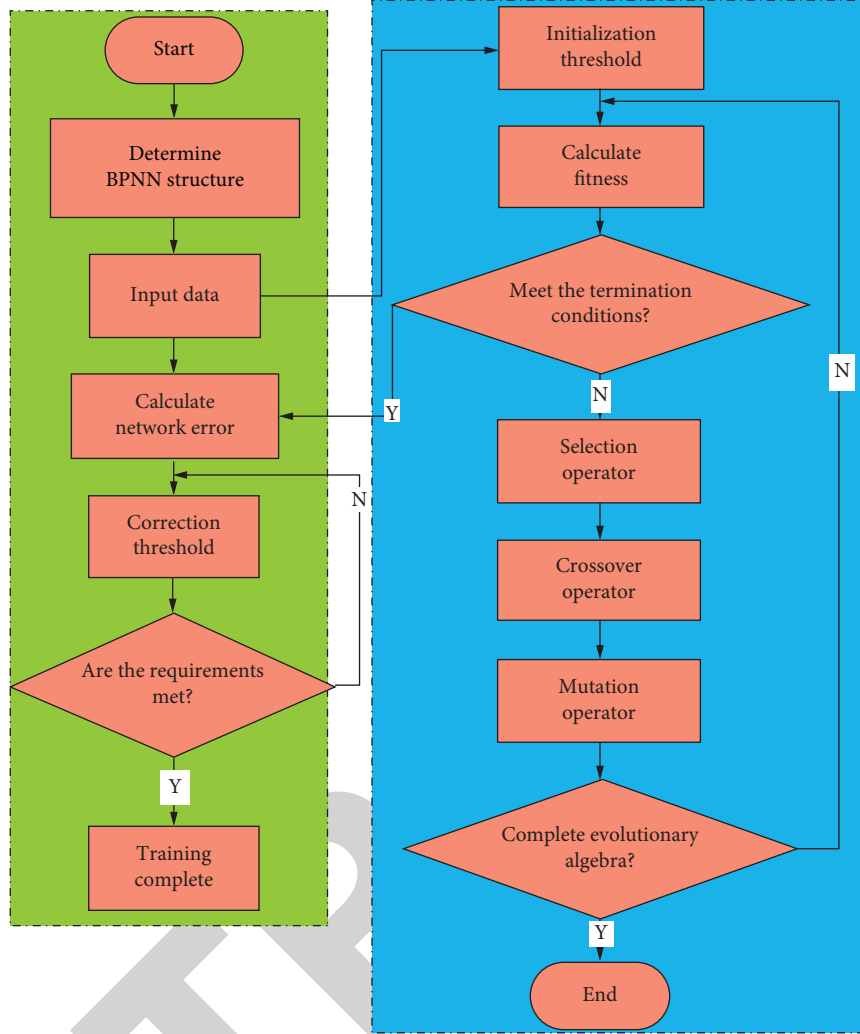 Start
Determine
BPNN structure
Input data
Calculate
network error
Correction
threshold
N
Are the requirements
met?
Y
Training
complete
Initialization
threshold
Calculate
fitness
Meet the termination
conditions?
Y
N
Selection
operator
Crossover
operator
Mutation
operator
Complete evolutionary
algebra?
N
Y
End